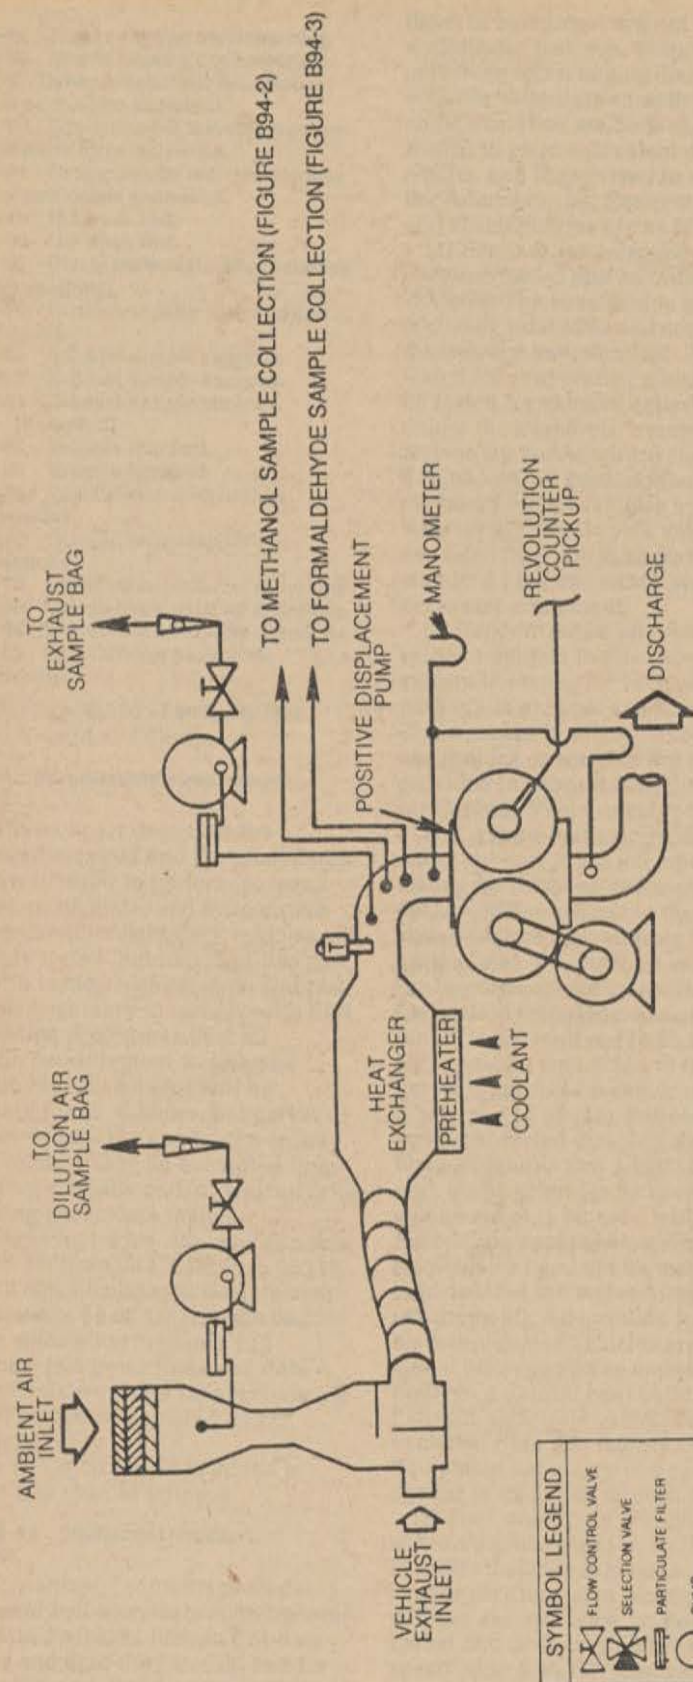 AMBIENT AIR
INLET
TO
DILUTION AIR
SAMPLE BAG
TO
EXHAUST
SAMPLE BAG
TO METHANOL SAMPLE COLLECTION (FIGURE B94-2)
TO FORMALDEHYDE SAMPLE COLLECTION (FIGURE B94-3)
POSITIVE DISPLACEMENT
PUMP
MANOMETER
REVOLUTION
COUNTER
PICKUP
DISCHARGE
T
HEAT
EXCHANGER
PREHEATER
COOLANT
VEHICLE
EXHAUST
INLET
SYMBOL LEGEND
FLOW CONTROL VALVE
SELECTION VALVE
PARTICULATE FILTER